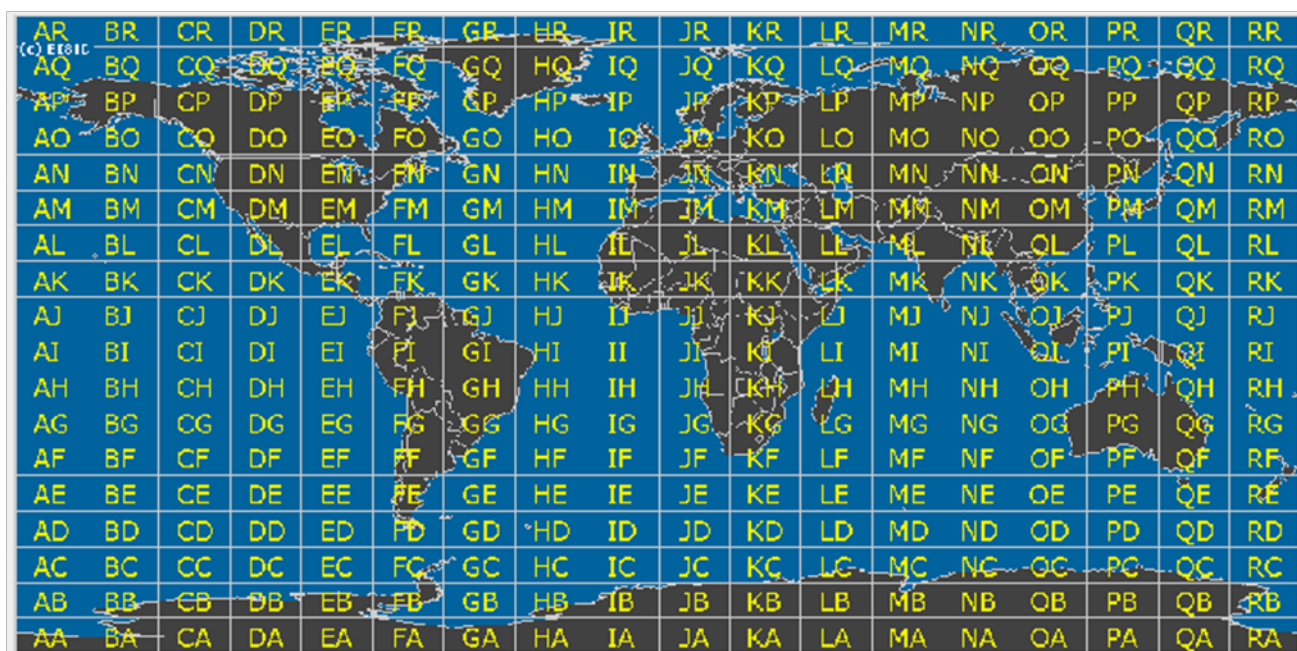 AR BR CR DR ER FR GR HR IR JR KR LR MR NR OR PR QR RR
(c) EI8IC
AQ BQ CQ DQ EQ FQ GQ HQ IQ JQ KQ LQ MQ NQ OQ PQ QQ RQ
AP BP CP DP EP FP GP HP IP JP KP LP MP NP OP PP QP RP
AO BO CO DO EO FO GO HO IO JO KO LO MO NO OO PO QO RO
AN BN CN DN EN FN GN HN IN JN KN LN MN NN ON PN QN RN
AM BM CM DM EM FM GM HM IM JM KM LM MM NM OM PM QM RM
AL BL CL DL EL FL GL HL IL JL KL LL ML NL OL PL QL RL
AK BK CK DK EK FK GK HK IK JK KK LK MK NK OK PK QK RK
AJ BJ CJ DJ EJ FJ GJ HJ IJ JJ KJ LJ MJ NJ OJ PJ QJ RJ
AI BI CI DI EI FI GI HI II JI KI LI MI NI OI PI QI RI
AH BH CH DH EH FH GH HH IH JH KH LH MH NH OH PH QH RH
AG BG CG DG EG FG GG HG IG JG KG LG MG NG OG PG QG RG
AF BF CF DF EF FF GF HF IF JF KF LF MF NF OF PF QF RF
AE BE CE DE EE FE GE HE IE JE KE LE ME NE OE PE QE RE
AD BD CD DD ED FD GD HD ID JD KD LD MD ND OD PD QD RD
AC BC CC DC EC FC GC HC IC JC KC LC MC NC OC PC QC RC
AB BB CB DB EB FB GB HB IB JB KB LB MB NB OB PB QB RB
AA BA CA DA EA FA GA HA IA JA KA LA MA NA OA PA QA RA